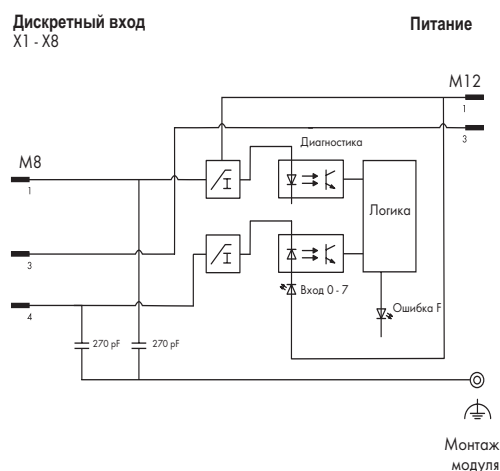 Дискретный вход
X1 - X8
Питание
M12
1
3
Диагностика
M8
1
I
Логика
3
I
Вход 0 - 7
4
Ошибка F
270 pF
270 pF
Монтаж
модуля